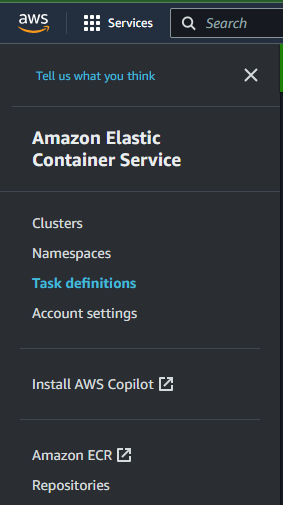 aws
Services
Search
Tell us what you think
Amazon Elastic
Container Service
Clusters
Namespaces
Task definitions
Account settings
Install AWS Copilot
Amazon ECR
Repositories